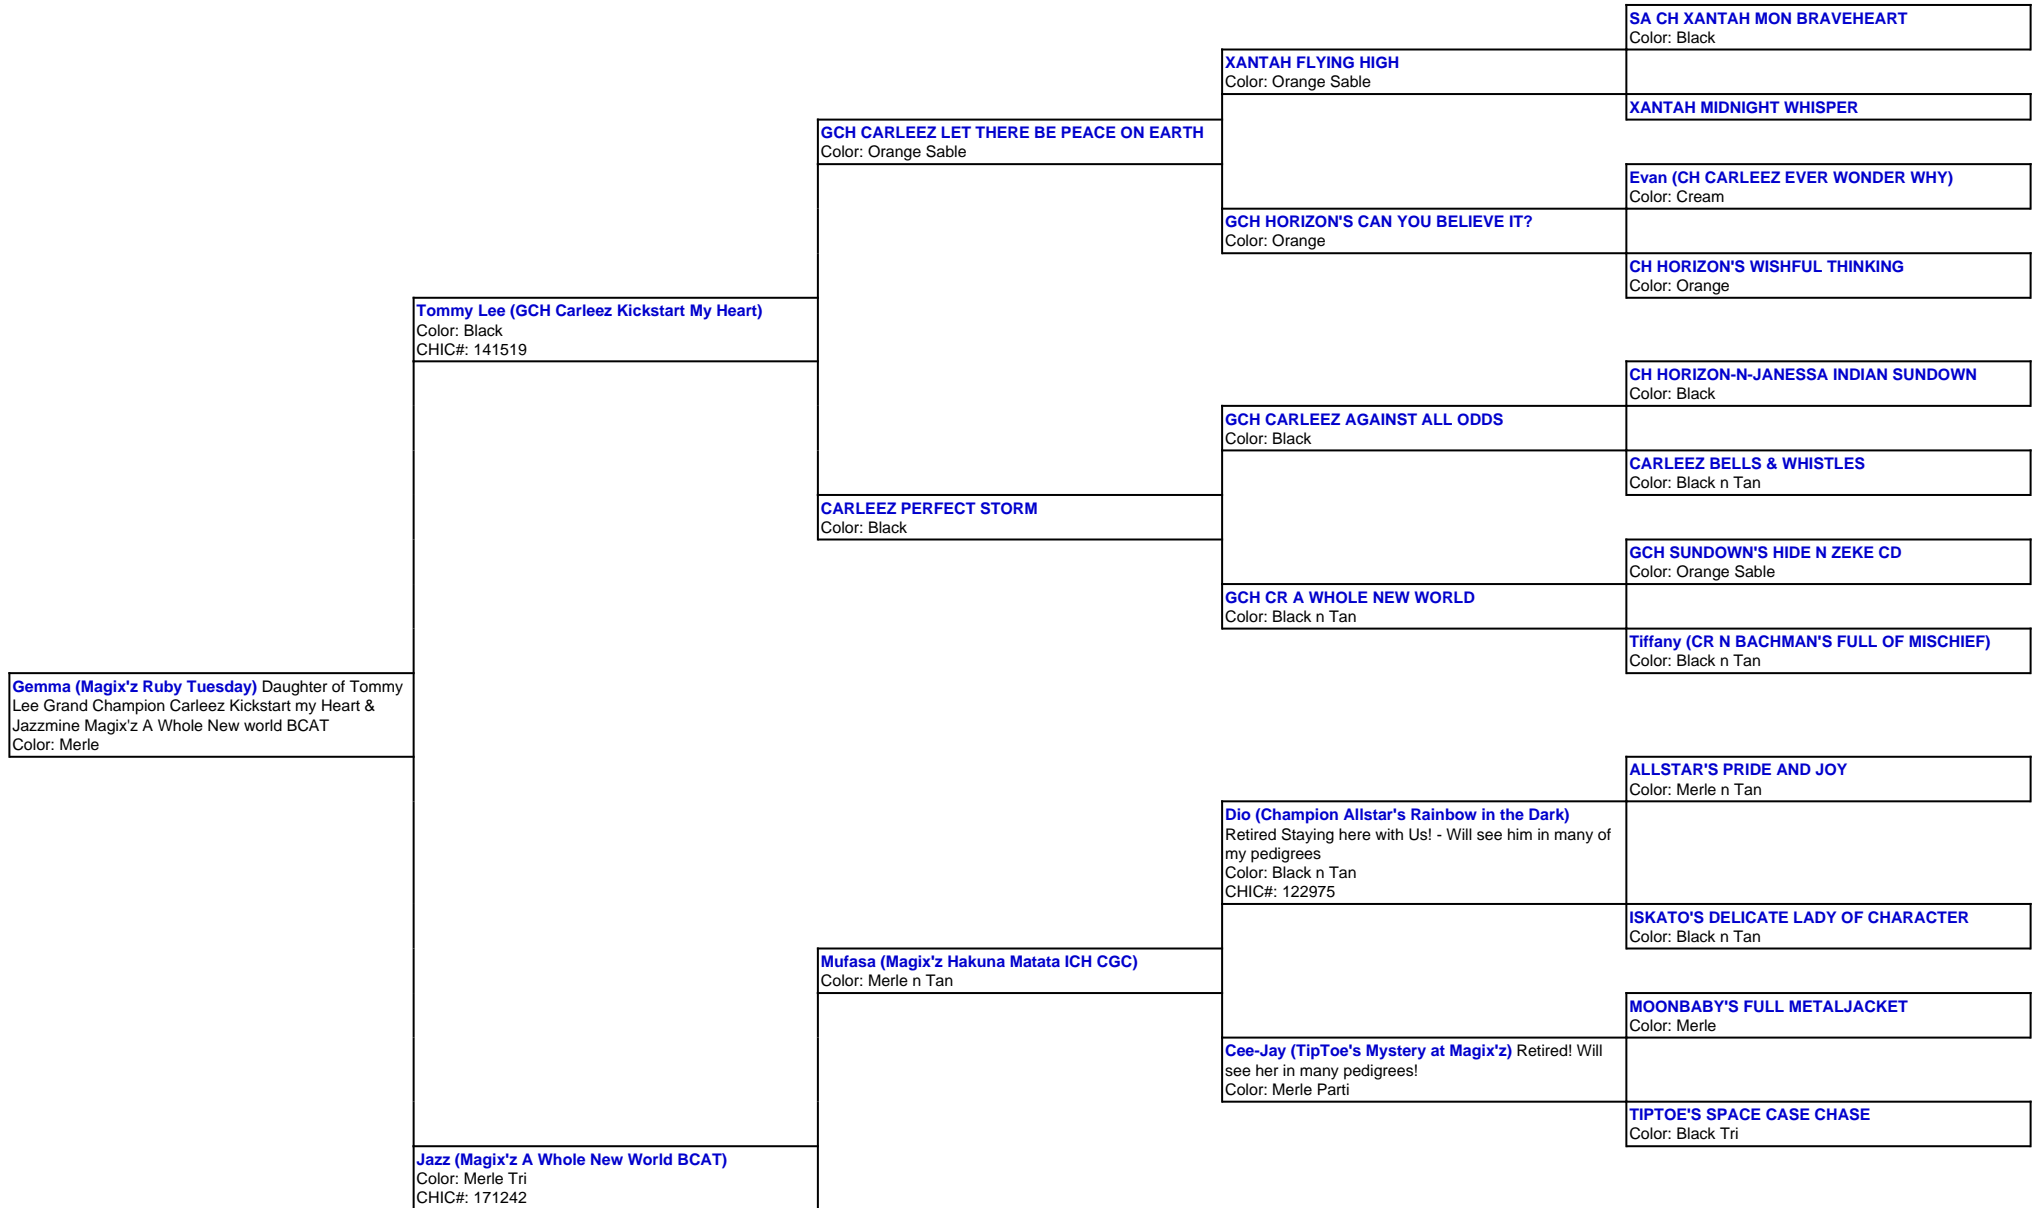 SA CH XANTAH MON BRAVEHEART
Color: Black
XANTAH FLYING HIGH
Color: Orange Sable
XANTAH MIDNIGHT WHISPER
GCH CARLEEZ LET THERE BE PEACE ON EARTH
Color: Orange Sable
Evan (CH CARLEEZ EVER WONDER WHY)
Color: Cream
GCH HORIZON'S CAN YOU BELIEVE IT?
Color: Orange
CH HORIZON'S WISHFUL THINKING
Color: Orange
Tommy Lee (GCH Carleez Kickstart My Heart)
Color: Black
CHIC#: 141519
CH HORIZON-N-JANESSA INDIAN SUNDOWN
Color: Black
GCH CARLEEZ AGAINST ALL ODDS
Color: Black
CARLEEZ BELLS & WHISTLES
Color: Black n Tan
CARLEEZ PERFECT STORM
Color: Black
GCH SUNDOWN'S HIDE N ZEKE CD
Color: Orange Sable
GCH CR A WHOLE NEW WORLD
Color: Black n Tan
Tiffany (CR N BACHMAN'S FULL OF MISCHIEF)
Color: Black n Tan
Gemma (Magix'z Ruby Tuesday) Daughter of Tommy
Lee Grand Champion Carleez Kickstart my Heart &
Jazzmine Magix'z A Whole New world BCAT
Color: Merle
ALLSTAR'S PRIDE AND JOY
Color: Merle n Tan
Dio (Champion Allstar's Rainbow in the Dark)
Retired Staying here with Us! - Will see him in many of
my pedigrees
Color: Black n Tan
CHIC#: 122975
ISKATO'S DELICATE LADY OF CHARACTER
Color: Black n Tan
Mufasa (Magix'z Hakuna Matata ICH CGC)
Color: Merle n Tan
MOONBABY'S FULL METALJACKET
Color: Merle
Cee-Jay (TipToe's Mystery at Magix'z) Retired! Will
see her in many pedigrees!
Color: Merle Parti
TIPTOE'S SPACE CASE CHASE
Color: Black Tri
Jazz (Magix'z A Whole New World BCAT)
Color: Merle Tri
CHIC#: 171242